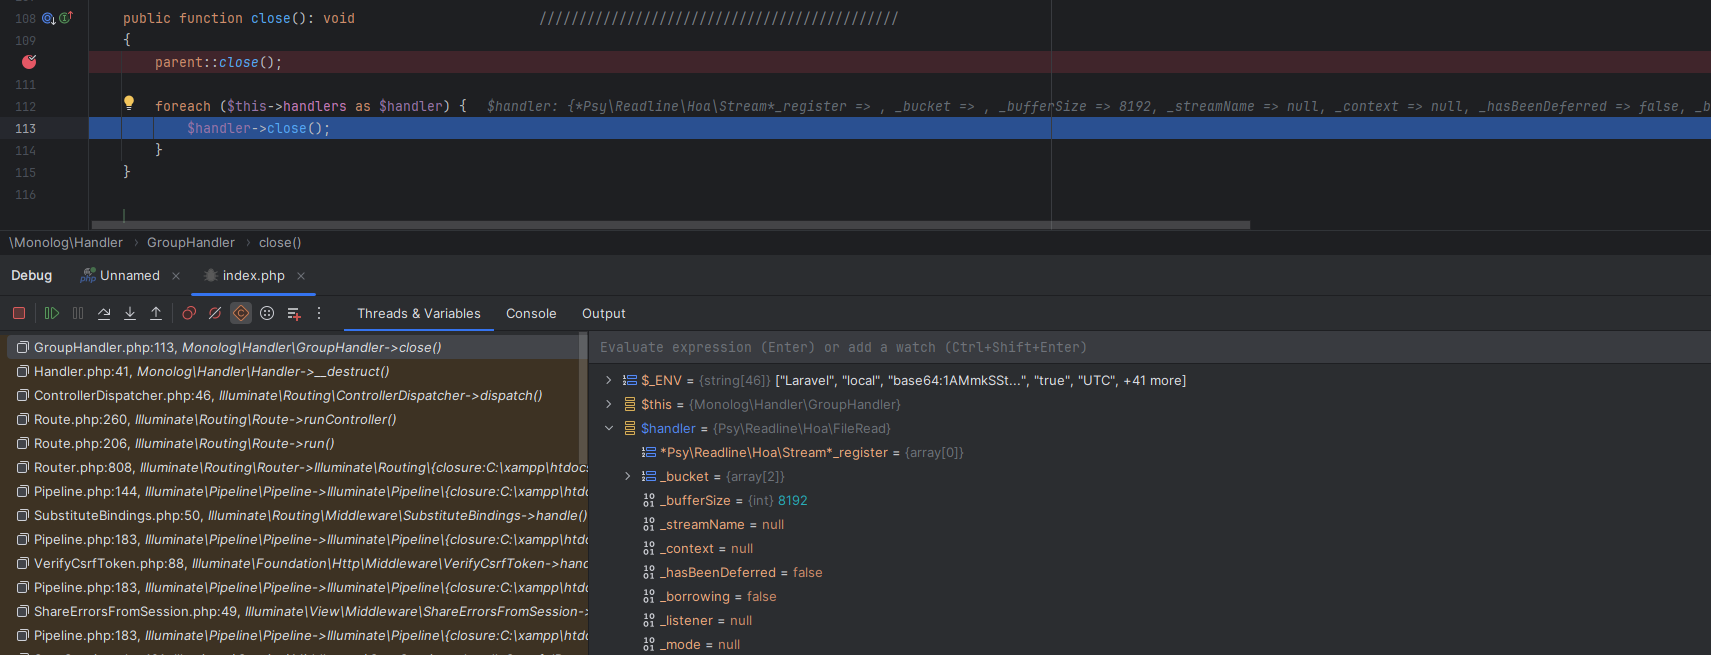 108 public function close(): void ///////////////////////////////////////////////
109 {
parent::close();
111
112 foreach ($this->handlers as $handler) { $handler: {*Psy\Readline\Hoa\Stream*_register => , _bucket => , _bufferSize => 8192, _streamName => null, _context => null, _hasBeenDeferred => false, _b
113 $handler->close();
114 }
115 }
116
\Monolog\Handler › GroupHandler › close()
Debug Unnamed × index.php ×
Threads & Variables Console Output
GroupHandler.php:113, Monolog\Handler\GroupHandler->close()
Handler.php:41, Monolog\Handler\Handler->__destruct()
ControllerDispatcher.php:46, Illuminate\Routing\ControllerDispatcher->dispatch()
Route.php:260, Illuminate\Routing\Route->runController()
Route.php:206, Illuminate\Routing\Route->run()
Router.php:808, Illuminate\Routing\Router->Illuminate\Routing\{closure:C:\xampp\htdocs
Pipeline.php:144, Illuminate\Pipeline\Pipeline->Illuminate\Pipeline\{closure:C:\xampp\htdo
SubstituteBindings.php:50, Illuminate\Routing\Middleware\SubstituteBindings->handle()
Pipeline.php:183, Illuminate\Pipeline\Pipeline->Illuminate\Pipeline\{closure:C:\xampp\htdo
VerifyCsrfToken.php:88, Illuminate\Foundation\Http\Middleware\VerifyCsrfToken->hand
Pipeline.php:183, Illuminate\Pipeline\Pipeline->Illuminate\Pipeline\{closure:C:\xampp\htdo
ShareErrorsFromSession.php:49, Illuminate\View\Middleware\ShareErrorsFromSession->
Pipeline.php:183, Illuminate\Pipeline\Pipeline->Illuminate\Pipeline\{closure:C:\xampp\htdo
Evaluate expression (Enter) or add a watch (Ctrl+Shift+Enter)
$_ENV = {string[46]} ["Laravel", "local", "base64:1AMmkSSt...", "true", "UTC", +41 more]
$this = {Monolog\Handler\GroupHandler}
$handler = {Psy\Readline\Hoa\FileRead}
*Psy\Readline\Hoa\Stream*_register = {array[0]}
_bucket = {array[2]}
_bufferSize = {int} 8192
_streamName = null
_context = null
_hasBeenDeferred = false
_borrowing = false
_listener = null
_mode = null